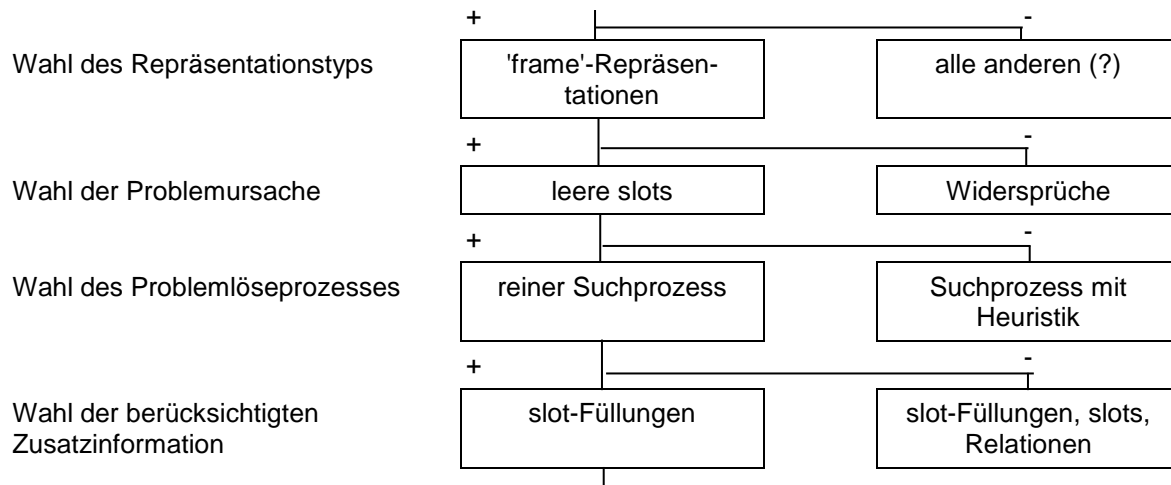 + -
Wahl des Repräsentationstyps 'frame'-Repräsen- alle anderen (?)
tationen
+ -
Wahl der Problemursache leere slots Widersprüche
+ -
Wahl des Problemlöseprozesses reiner Suchprozess Suchprozess mit
Heuristik
+ -
Wahl der berücksichtigten slot-Füllungen slot-Füllungen, slots,
Zusatzinformation Relationen